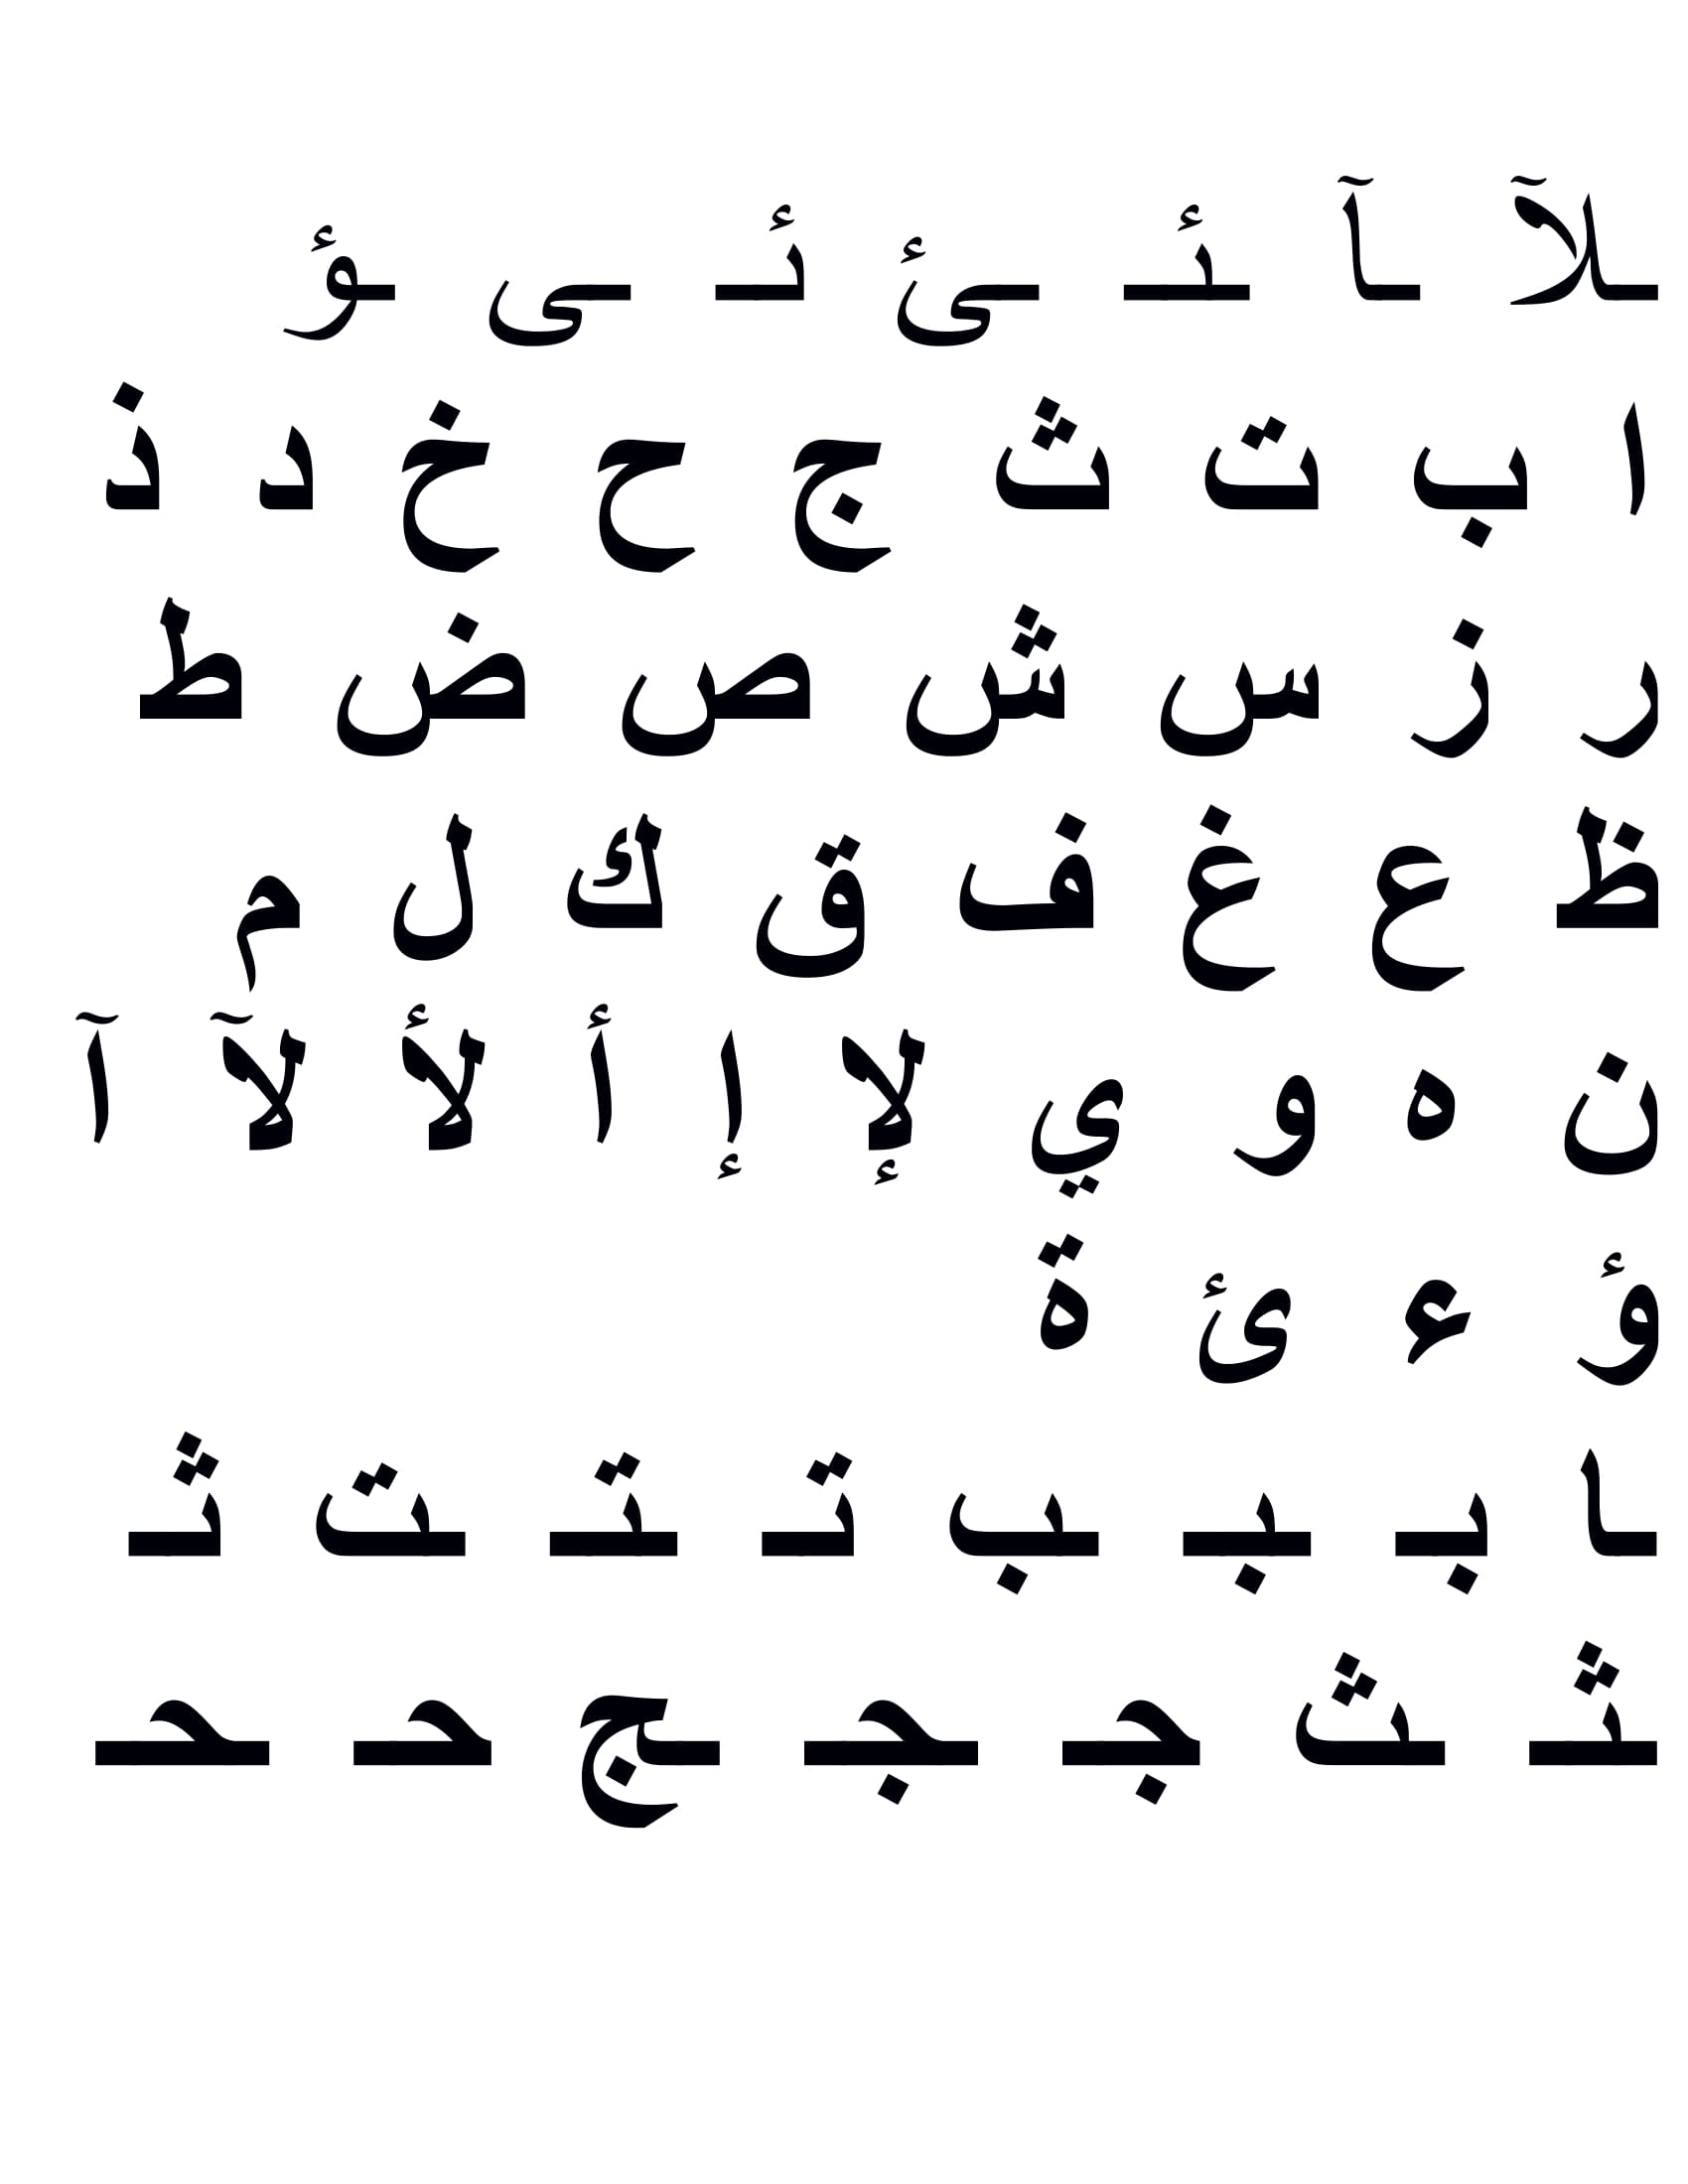 ـلآ ـآ ـئـ ـئ ئـ ـى ـؤ
ا ب ت ث ج ح خ د ذ
ر ز س ش ص ض ط
ظ ع غ ف ق ك ل م
ن ه و ي لإ إ أ لأ لآ آ
ؤ ء ئ ة
ـا بـ ـبـ ـب تـ ـتـ ـت ثـ
ـثـ ـث جـ ـجـ ـج حـ ـحـ